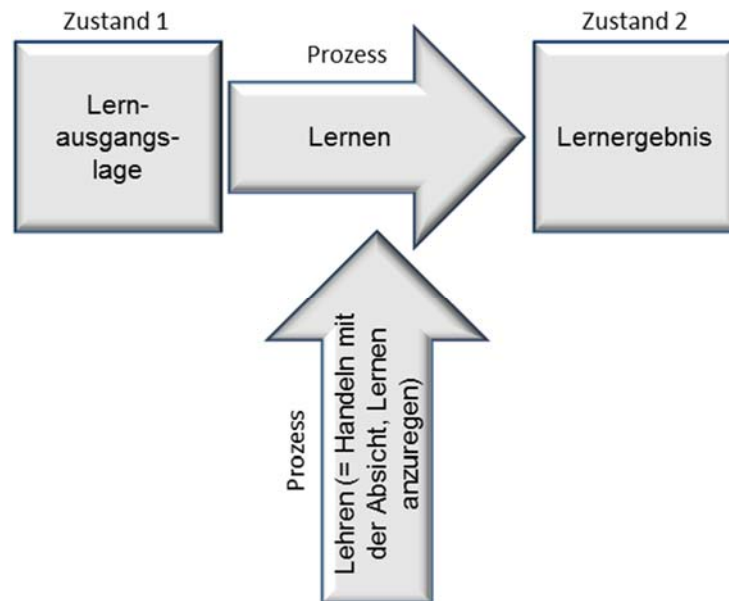 Zustand 1
Zustand 2
Prozess
Lern-
ausgangs-
lage
Lernen
Lernergebnis
Prozess
Lehren (= Handeln mit
der Absicht, Lernen
anzuregen)